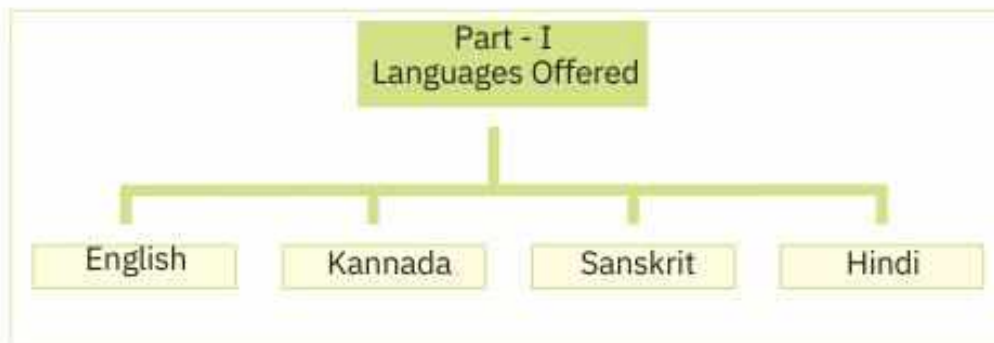 Part - I
Languages Offered
English
Kannada
Sanskrit
Hindi